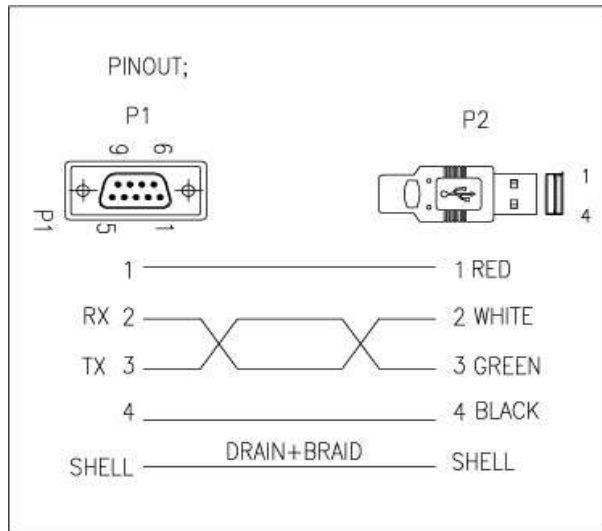 PINOUT;
P1
P2
9 6
P1
5 1
1
4
1 1 RED
RX 2 2 WHITE
TX 3 3 GREEN
4 4 BLACK
SHELL DRAIN+BRAID SHELL